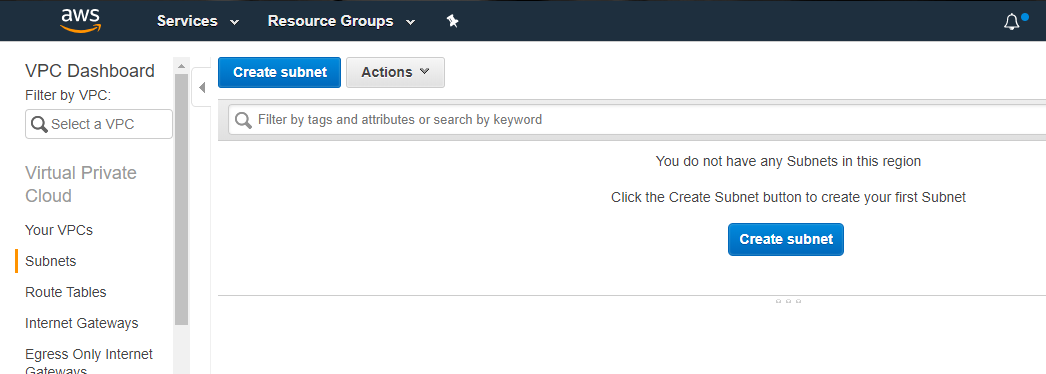 aws
Services
Resource Groups
VPC Dashboard
Filter by VPC:
Select a VPC
Virtual Private
Cloud
Your VPCs
Subnets
Route Tables
Internet Gateways
Egress Only Internet
Gateways
Create subnet
Actions
Filter by tags and attributes or search by keyword
You do not have any Subnets in this region
Click the Create Subnet button to create your first Subnet
Create subnet